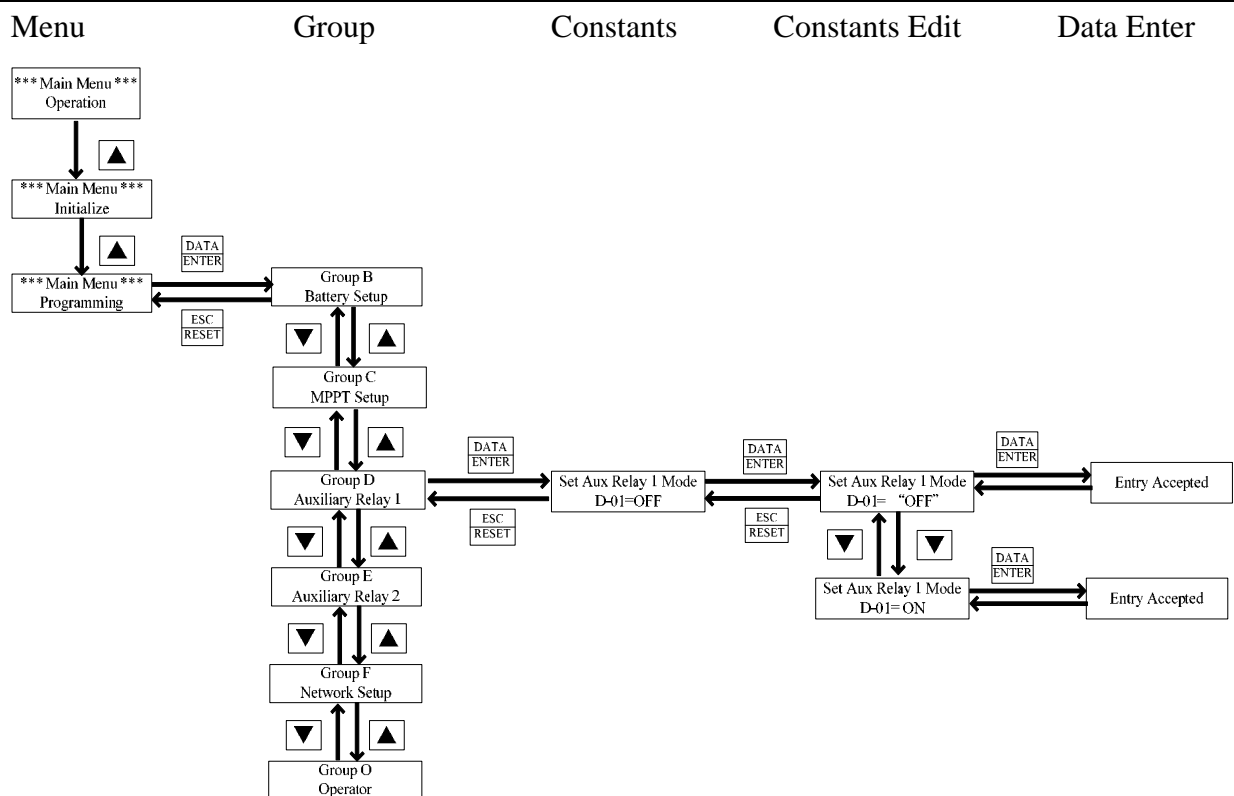 Menu Group Constants Constants Edit Data Enter
*** Main Menu ***
Operation
*** Main Menu ***
Initialize
*** Main Menu ***
Programming
DATA
ENTER
ESC
RESET
Group B
Battery Setup
Group C
MPPT Setup
Group D
Auxiliary Relay 1
Group E
Auxiliary Relay 2
Group F
Network Setup
Group O
Operator
DATA
ENTER
ESC
RESET
Set Aux Relay 1 Mode
D-01=OFF
DATA
ENTER
ESC
RESET
Set Aux Relay 1 Mode
D-01= “OFF”
Set Aux Relay 1 Mode
D-01=ON
DATA
ENTER
Entry Accepted
DATA
ENTER
Entry Accepted